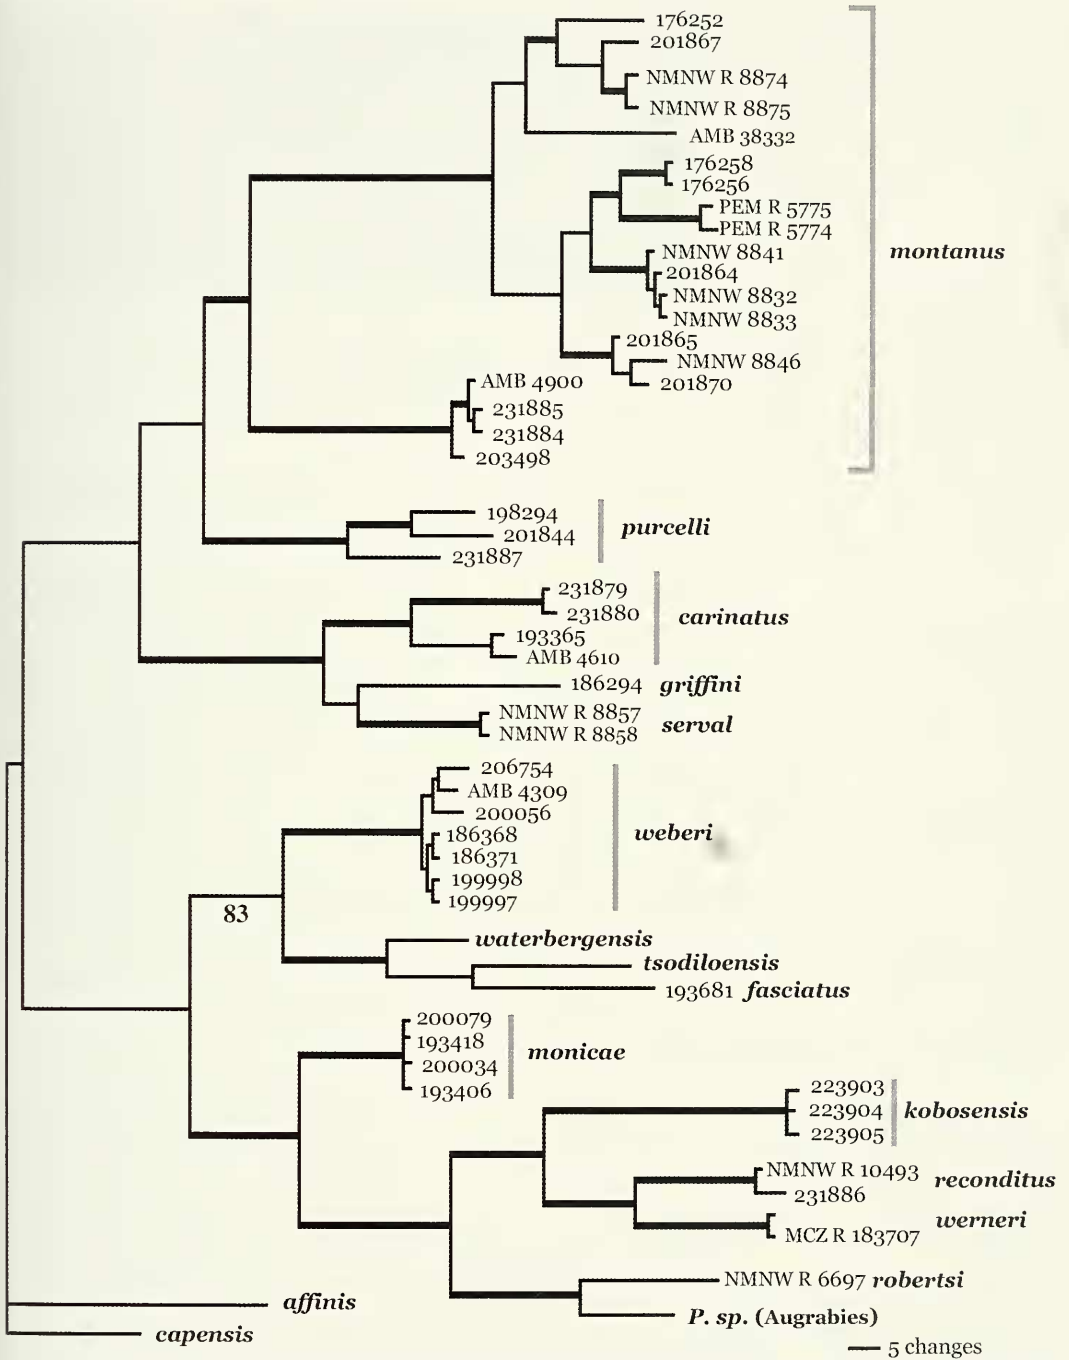 176252
201867
NMNW R 8874
NMNW R 8875
AMB 38332
176258
176256
PEM R 5775
PEM R 5774
NMNW 8841
montanus
201864
NMNW 8832
NMNW 8833
201865
NMNW 8846
201870
AMB 4900
231885
231884
203498
198294
purcelli
201844
231887
231879
231880
carinatus
193365
AMB 4610
186294 griffini
NMNW R 8857
serval
NMNW R 8858
206754
AMB 4309
200056
weberi
186368
186371
199998
199997
83
waterbergensis
tsodiloensis
193681 fasciatus
200079
193418
monicae
200034
193406
223903
223904 kobosensis
223905
NMNW R 10493
reconditus
231886
werneri
MCZ R 183707
NMNW R 6697 robertsi
P. sp. (Augrabies)
affinis
capensis
5 changes